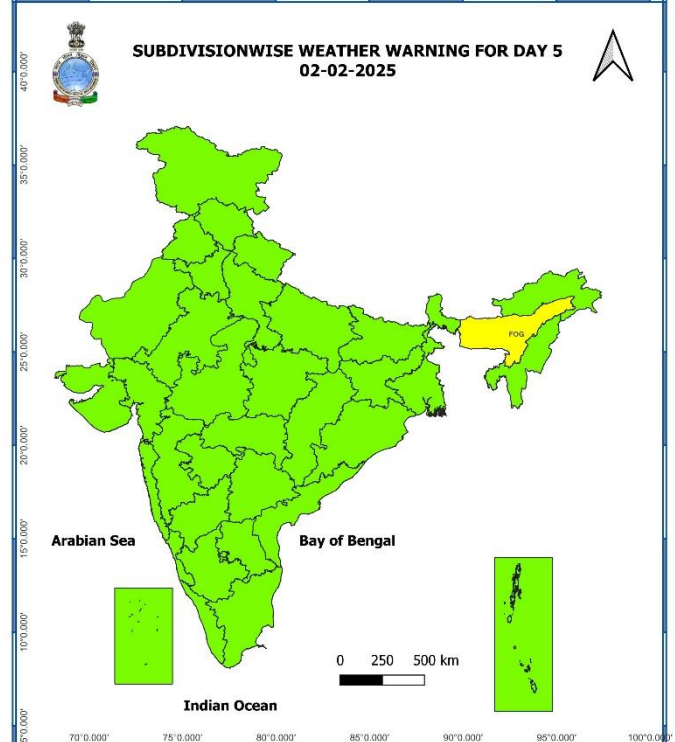 SUBDIVISIONWISE WEATHER WARNING FOR DAY 5
02-02-2025
40°0.000'
35°0.000'
30°0.000'
25°0.000'
FOG
20°0.000'
15°0.000'
Arabian Sea
Bay of Bengal
10°0.000'
0 250 500 km
Indian Ocean
5°0.000'
70°0.000' 75°0.000' 80°0.000' 85°0.000' 90°0.000' 95°0.000' 100°0.000'